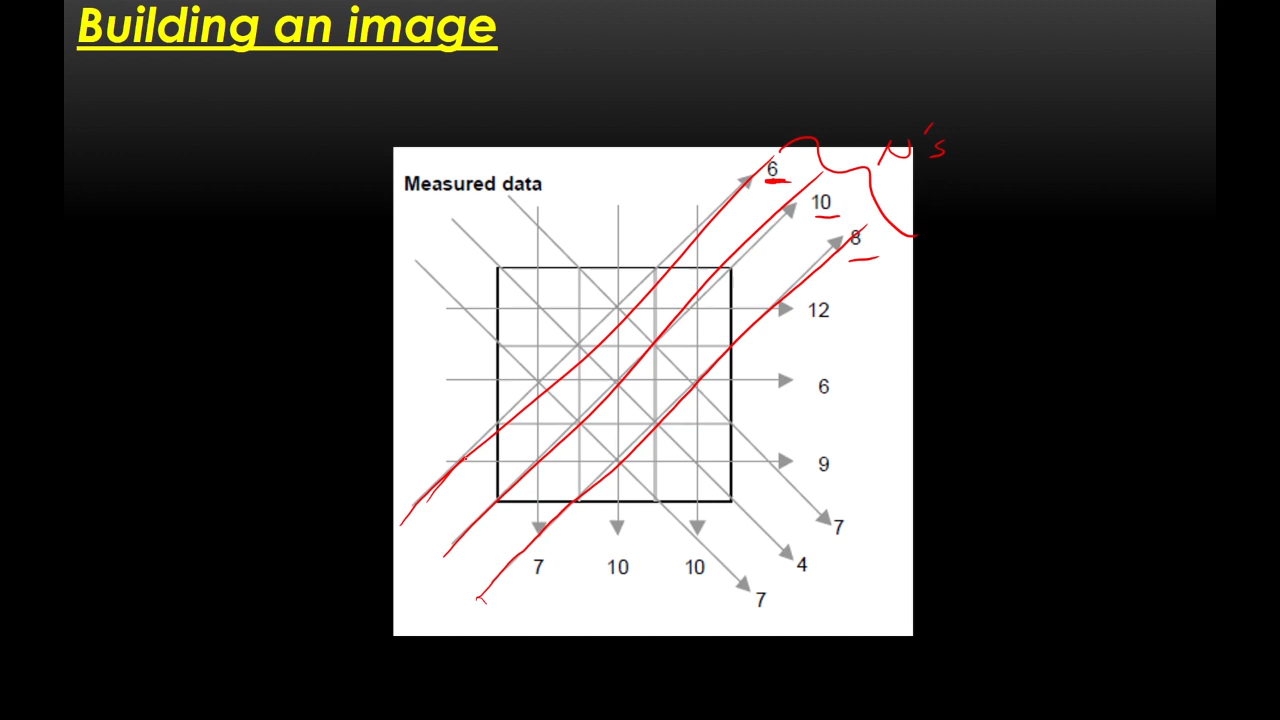 Building an image
μ's
Measured data
6
10
8
12
6
9
7
4
7
7 10 10